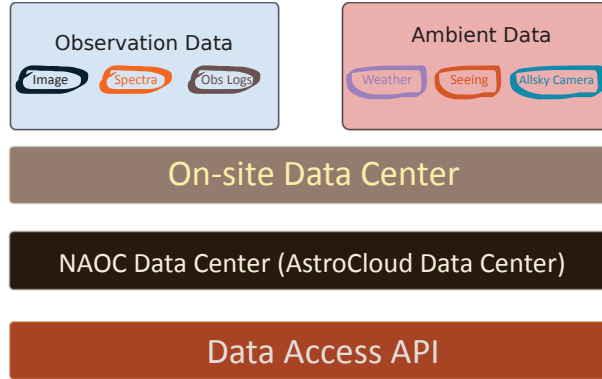 Observation Data
Image Spectra Obs Logs
Ambient Data
Weather Seeing Allsky Camera
On-site Data Center
NAOC Data Center (AstroCloud Data Center)
Data Access API